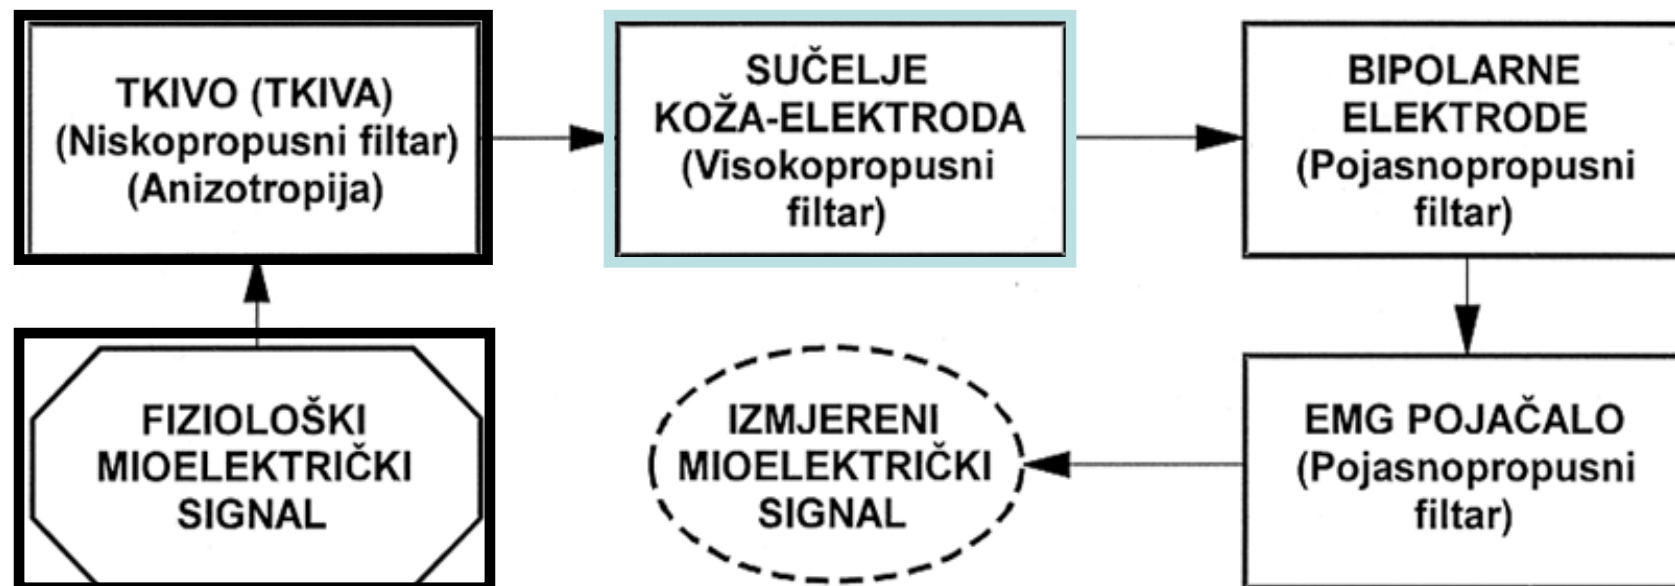 TKIVO (TKIVA)
(Niskopropusni filtar)
(Anizotropija)
SUČELJE
KOŽA-ELEKTRODA
(Visokopropusni
filtar)
BIPOLARNE
ELEKTRODE
(Pojasnopropusni
filtar)
FIZIOLOŠKI
MIOELEKTRIČKI
SIGNAL
IZMJERENI
MIOELEKTRIČKI
SIGNAL
EMG POJAČALO
(Pojasnopropusni
filtar)